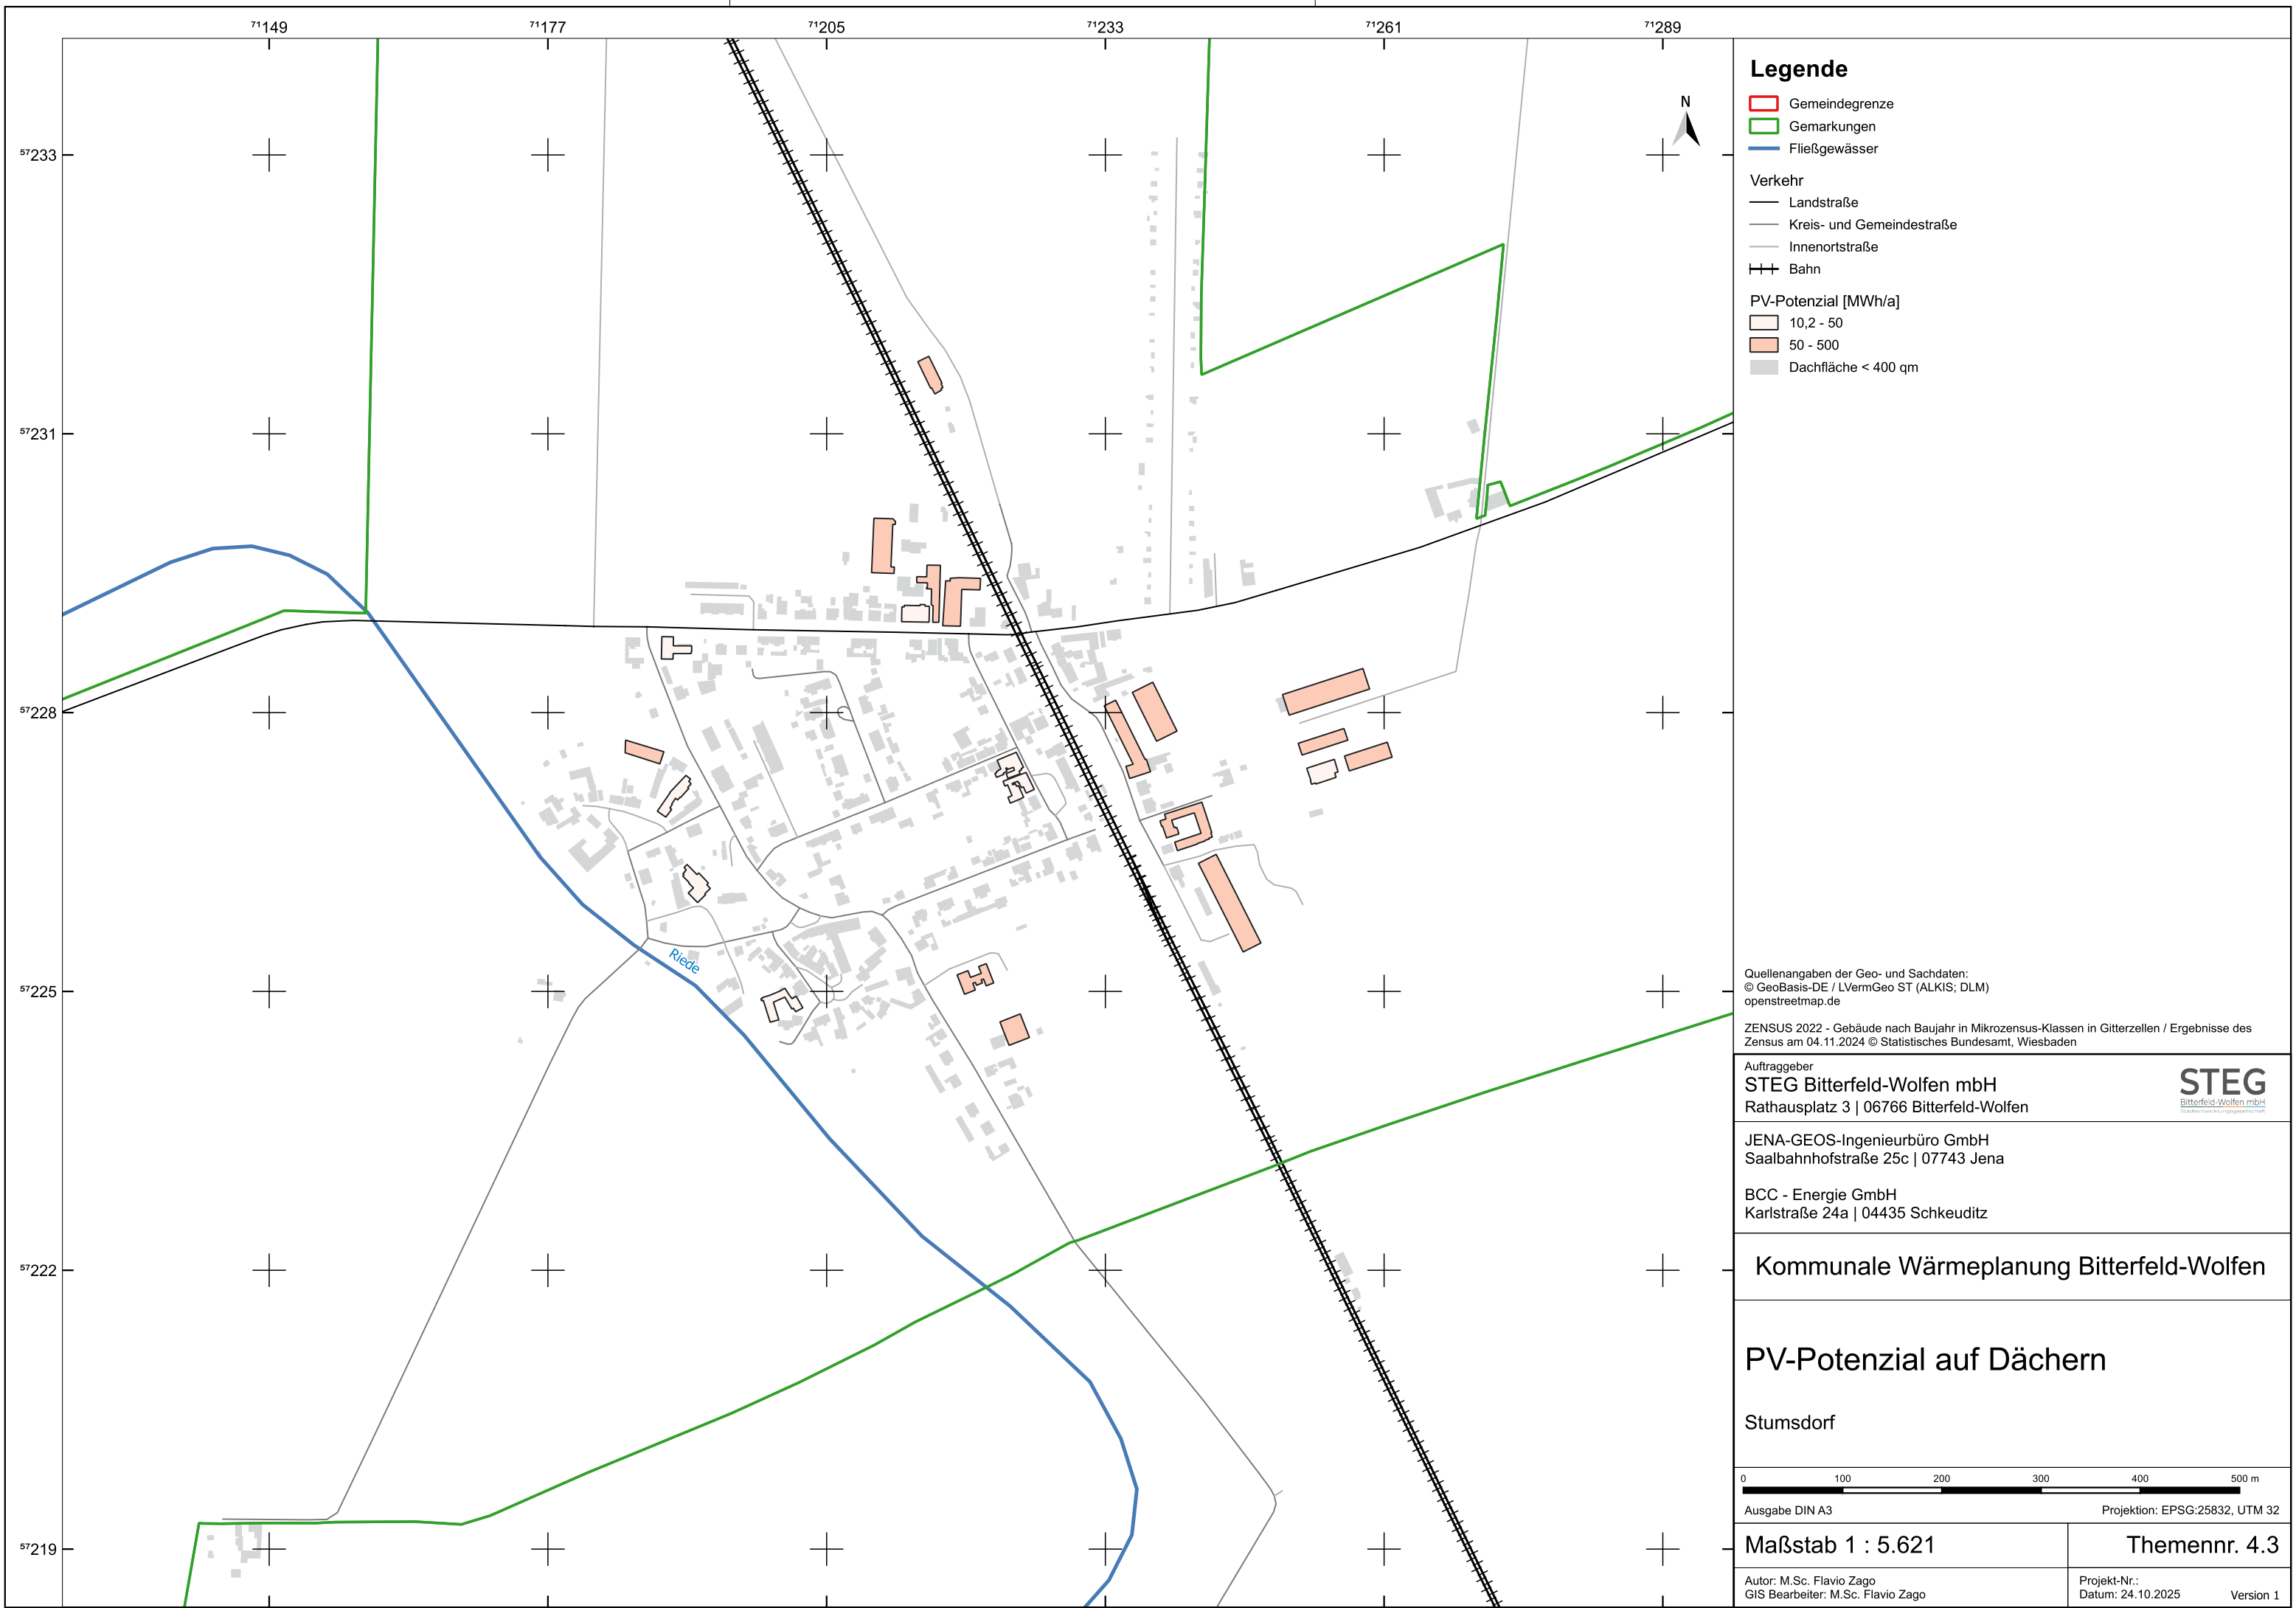 71149 71177 71205 71233 71261 71289
57233
57231
57228
57225
57222
57219
Riede
N
Legende
Gemeindegrenze
Gemarkungen
Fließgewässer
Verkehr
Landstraße
Kreis- und Gemeindestraße
Innenortstraße
Bahn
PV-Potenzial [MWh/a]
10,2 - 50
50 - 500
Dachfläche < 400 qm
Quellenangaben der Geo- und Sachdaten:
© GeoBasis-DE / LVermGeo ST (ALKIS; DLM)
openstreetmap.de
ZENSUS 2022 - Gebäude nach Baujahr in Mikrozensus-Klassen in Gitterzellen / Ergebnisse des
Zensus am 04.11.2024 © Statistisches Bundesamt, Wiesbaden
Auftraggeber
STEG Bitterfeld-Wolfen mbH
Rathausplatz 3 | 06766 Bitterfeld-Wolfen
STEG
Bitterfeld-Wolfen mbH
Stadtentwicklungsgesellschaft
JENA-GEOS-Ingenieurbüro GmbH
Saalbahnhofstraße 25c | 07743 Jena
BCC - Energie GmbH
Karlstraße 24a | 04435 Schkeuditz
Kommunale Wärmeplanung Bitterfeld-Wolfen
PV-Potenzial auf Dächern
Stumsdorf
0 100 200 300 400 500 m
Ausgabe DIN A3 Projektion: EPSG:25832, UTM 32
Maßstab 1 : 5.621 Themennr. 4.3
Autor: M.Sc. Flavio Zago Projekt-Nr.:
GIS Bearbeiter: M.Sc. Flavio Zago Datum: 24.10.2025 Version 1